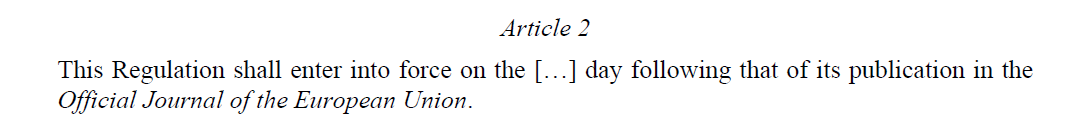 Article 2
This Regulation shall enter into force on the […] day following that of its publication in the
Official Journal of the European Union.